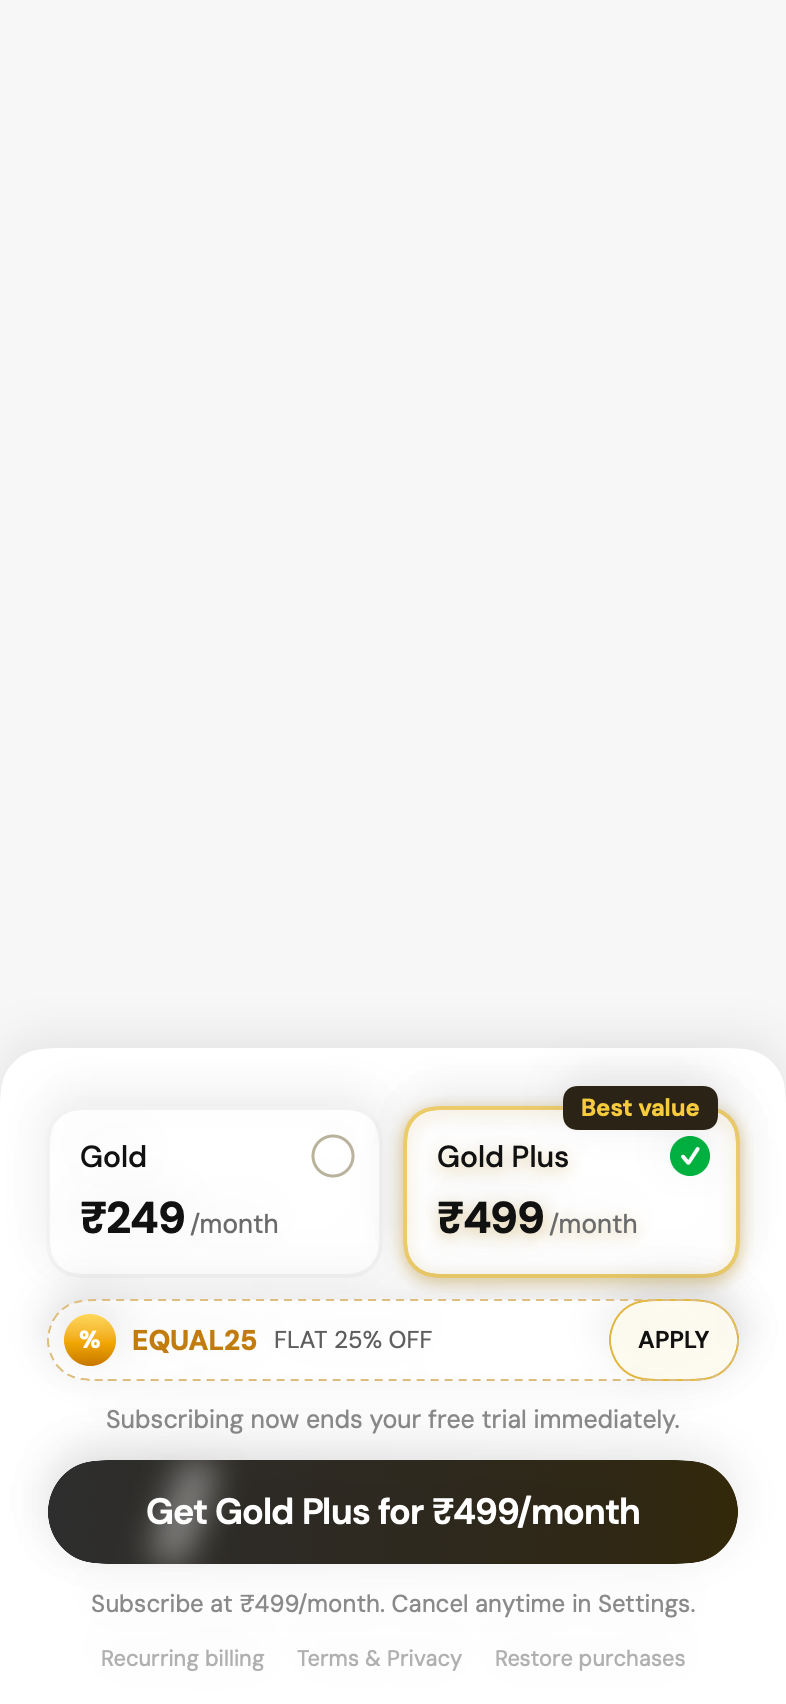 Best value
Gold
₹249 /month
Gold Plus
₹499 /month
% EQUAL25 FLAT 25% OFF APPLY
Subscribing now ends your free trial immediately.
Get Gold Plus for ₹499/month
Subscribe at ₹499/month. Cancel anytime in Settings.
Recurring billing Terms & Privacy Restore purchases